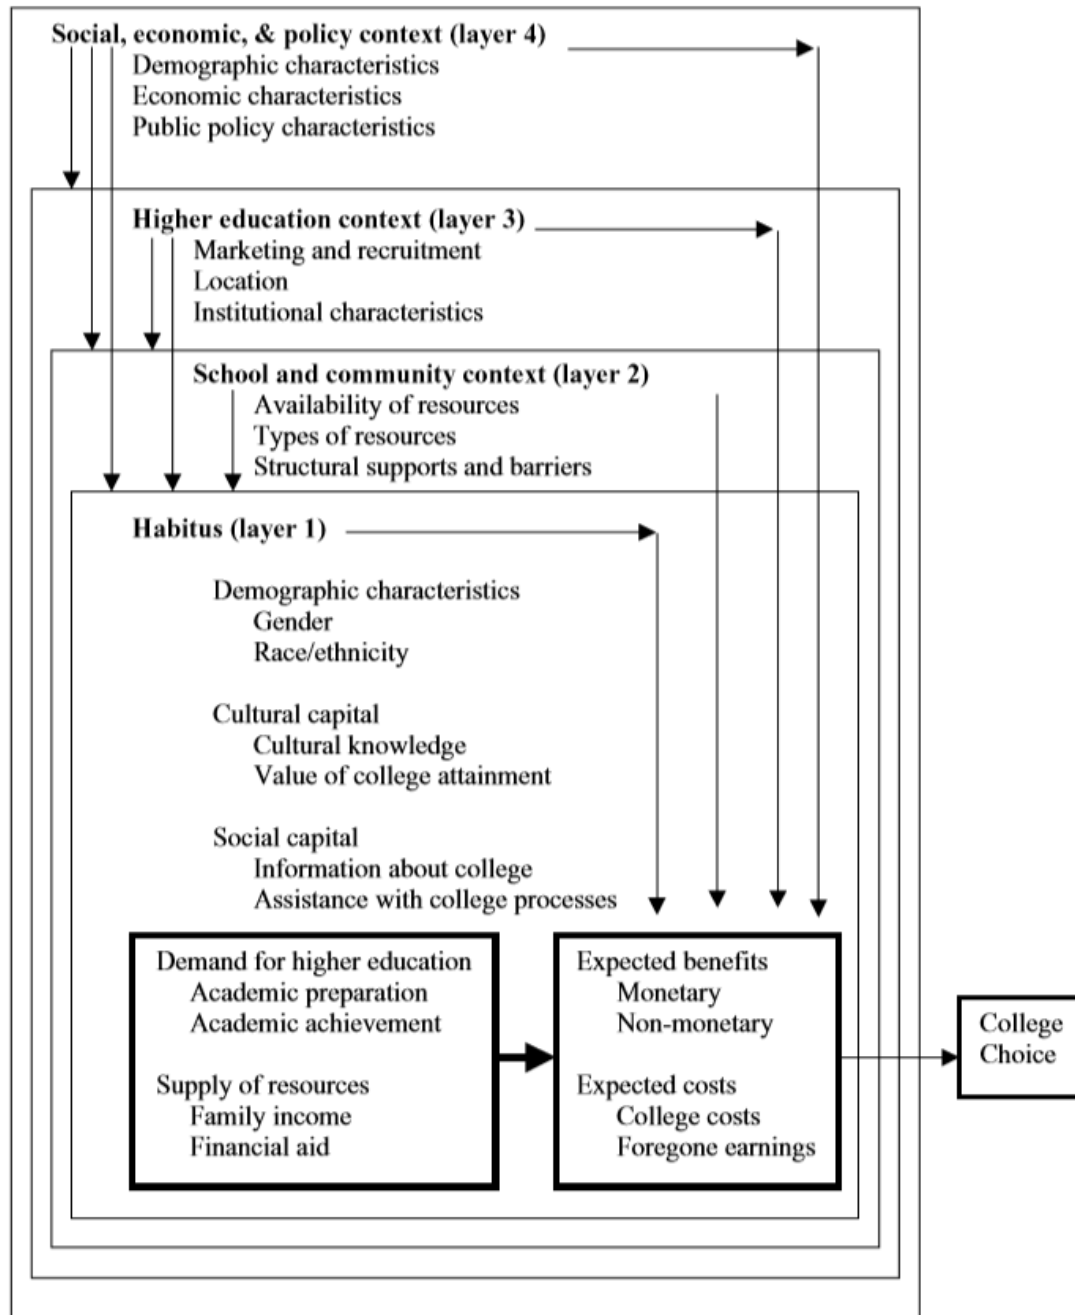 Social, economic, & policy context (layer 4)
Demographic characteristics
Economic characteristics
Public policy characteristics
Higher education context (layer 3)
Marketing and recruitment
Location
Institutional characteristics
School and community context (layer 2)
Availability of resources
Types of resources
Structural supports and barriers
Habitus (layer 1)
Demographic characteristics
Gender
Race/ethnicity
Cultural capital
Cultural knowledge
Value of college attainment
Social capital
Information about college
Assistance with college processes
Demand for higher education
Academic preparation
Academic achievement
Supply of resources
Family income
Financial aid
Expected benefits
Monetary
Non-monetary
Expected costs
College costs
Foregone earnings
College
Choice